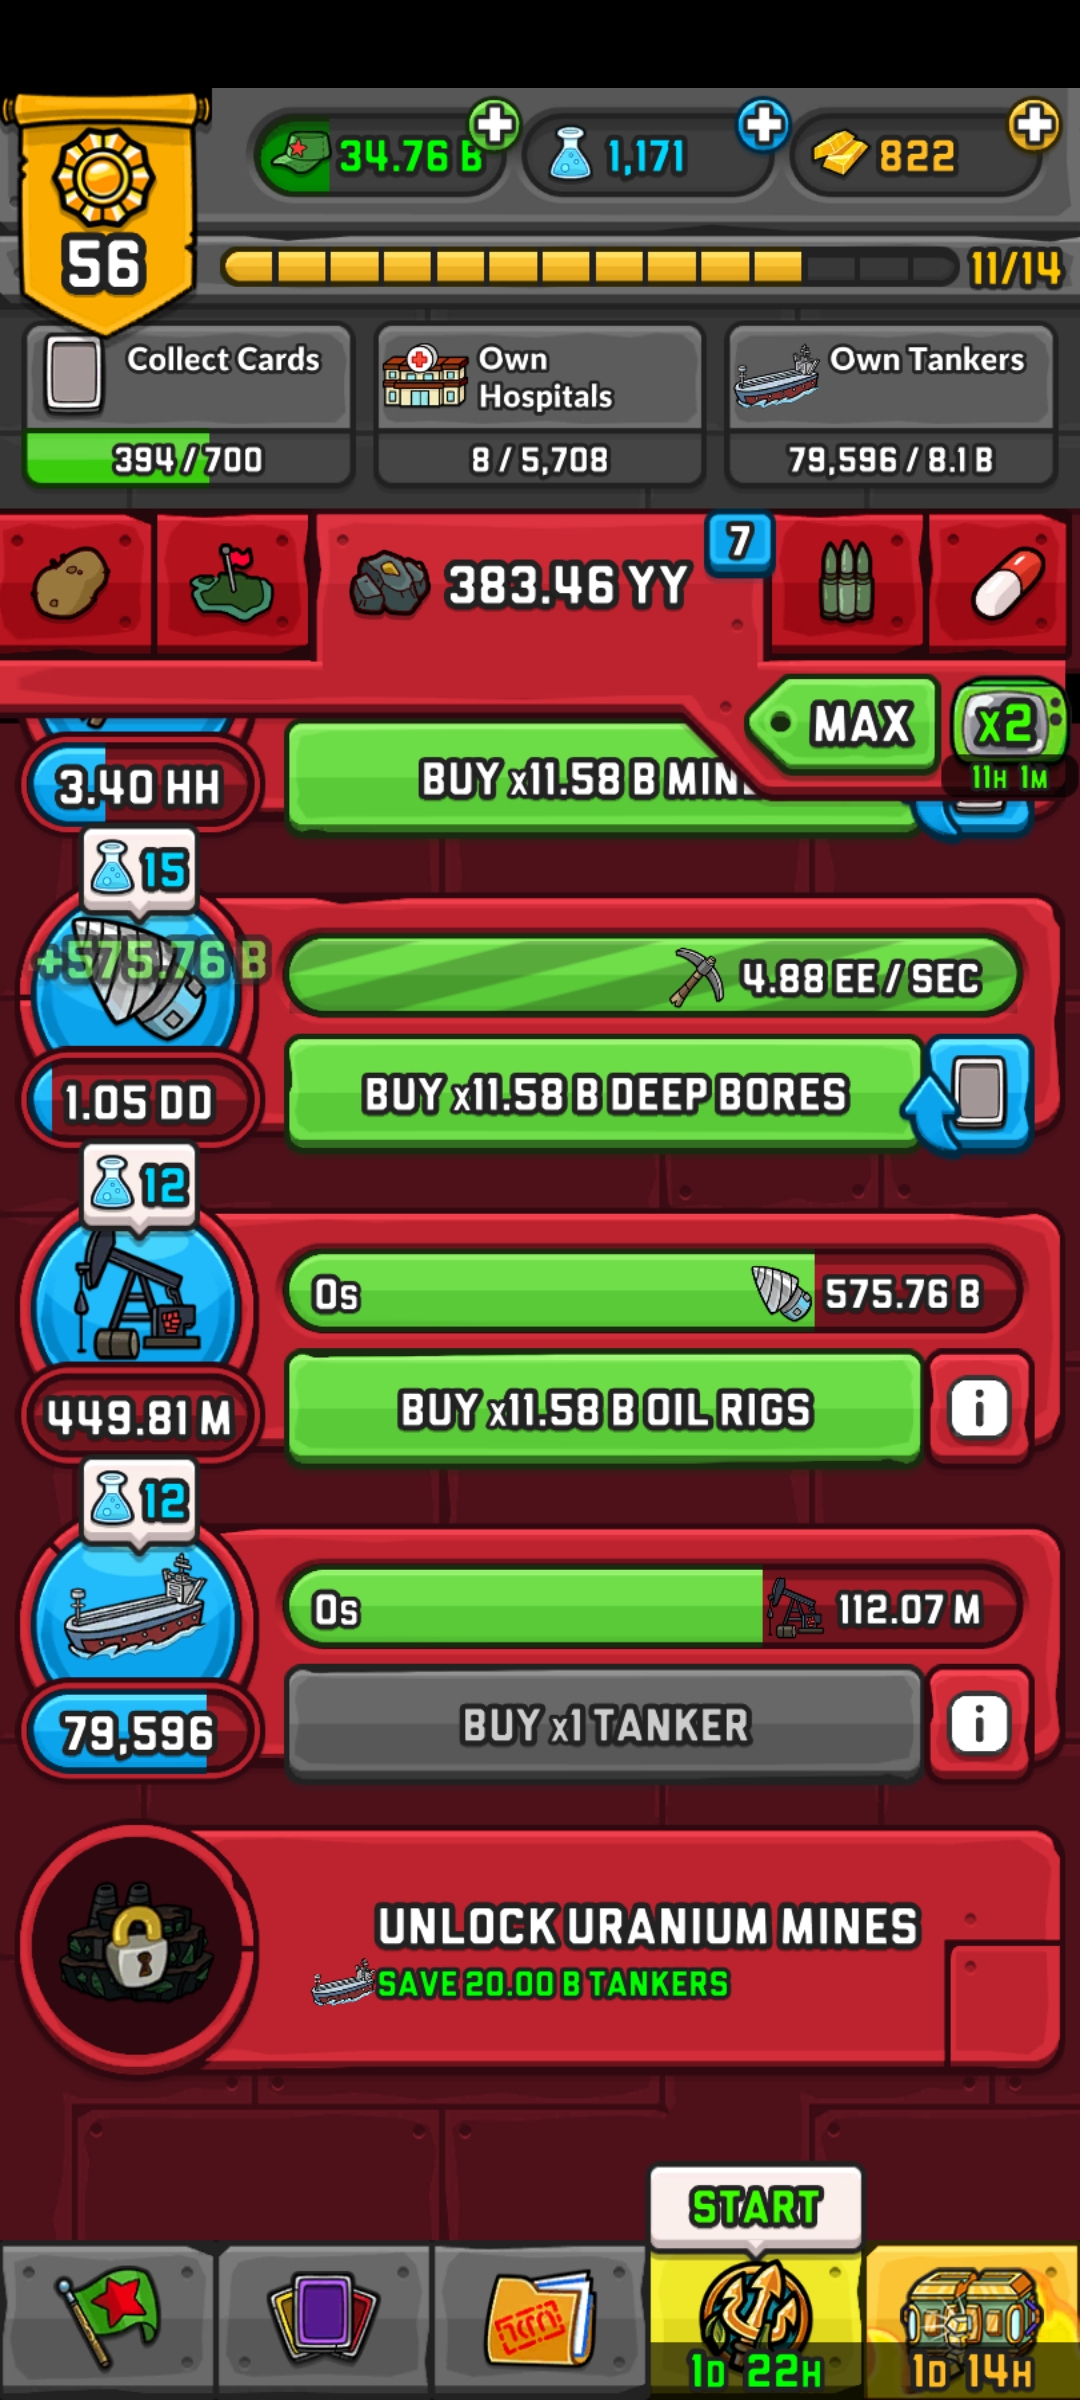 34.76 B
1,171
822
56
11/14
Collect Cards
394/700
Own
Hospitals
8/5,708
Own Tankers
79,596/8.1 B
383.46 YY
7
MAX
x2
11H 1M
3.40 HH
BUY x11.58 B
15
+575.76 B
4.88 EE/SEC
1.05 DD
BUY x11.58 B DEEP BORES
12
0s
575.76 B
449.81 M
BUY x11.58 B OIL RIGS
12
0s
112.07 M
79,596
BUY x1 TANKER
UNLOCK URANIUM MINES
SAVE 20.00 B TANKERS
START
1D 22H
1D 14H